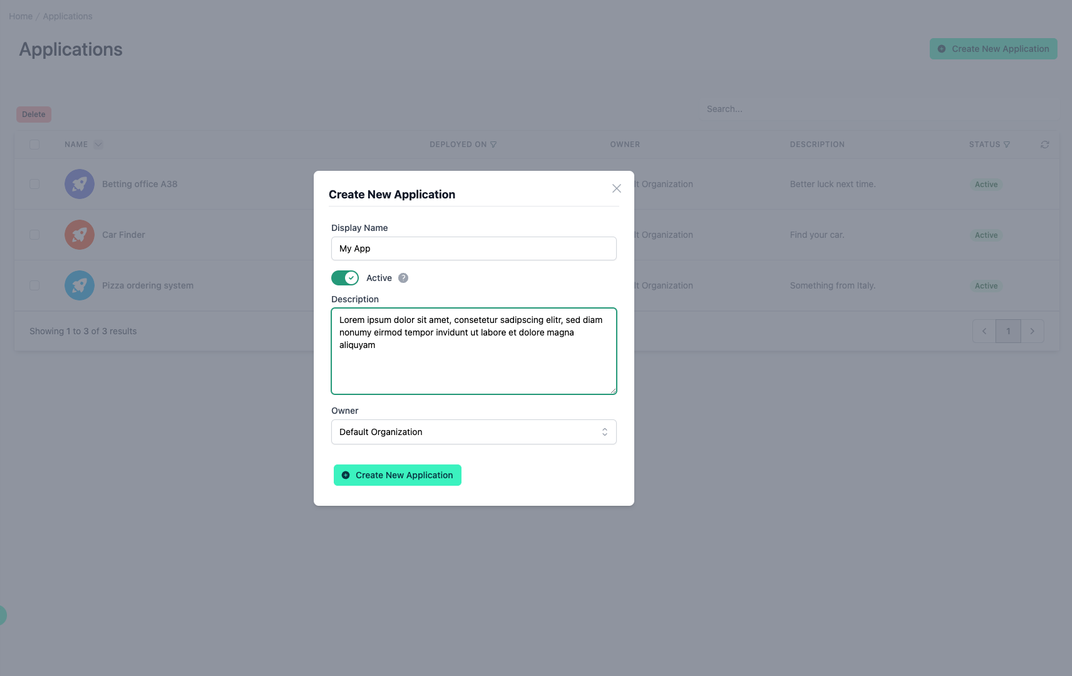 Home / Applications
Applications
Create New Application
Delete
Search...
NAME
DEPLOYED ON
OWNER
DESCRIPTION
STATUS
Betting office A38
lt Organization
Better luck next time.
Active
Car Finder
lt Organization
Find your car.
Active
Pizza ordering system
lt Organization
Something from Italy.
Active
Showing 1 to 3 of 3 results
1
Create New Application
Display Name
My App
Active ?
Description
Lorem ipsum dolor sit amet, consetetur sadipscing elitr, sed diam
nonumy eirmod tempor invidunt ut labore et dolore magna
aliquyam
Owner
Default Organization
Create New Application